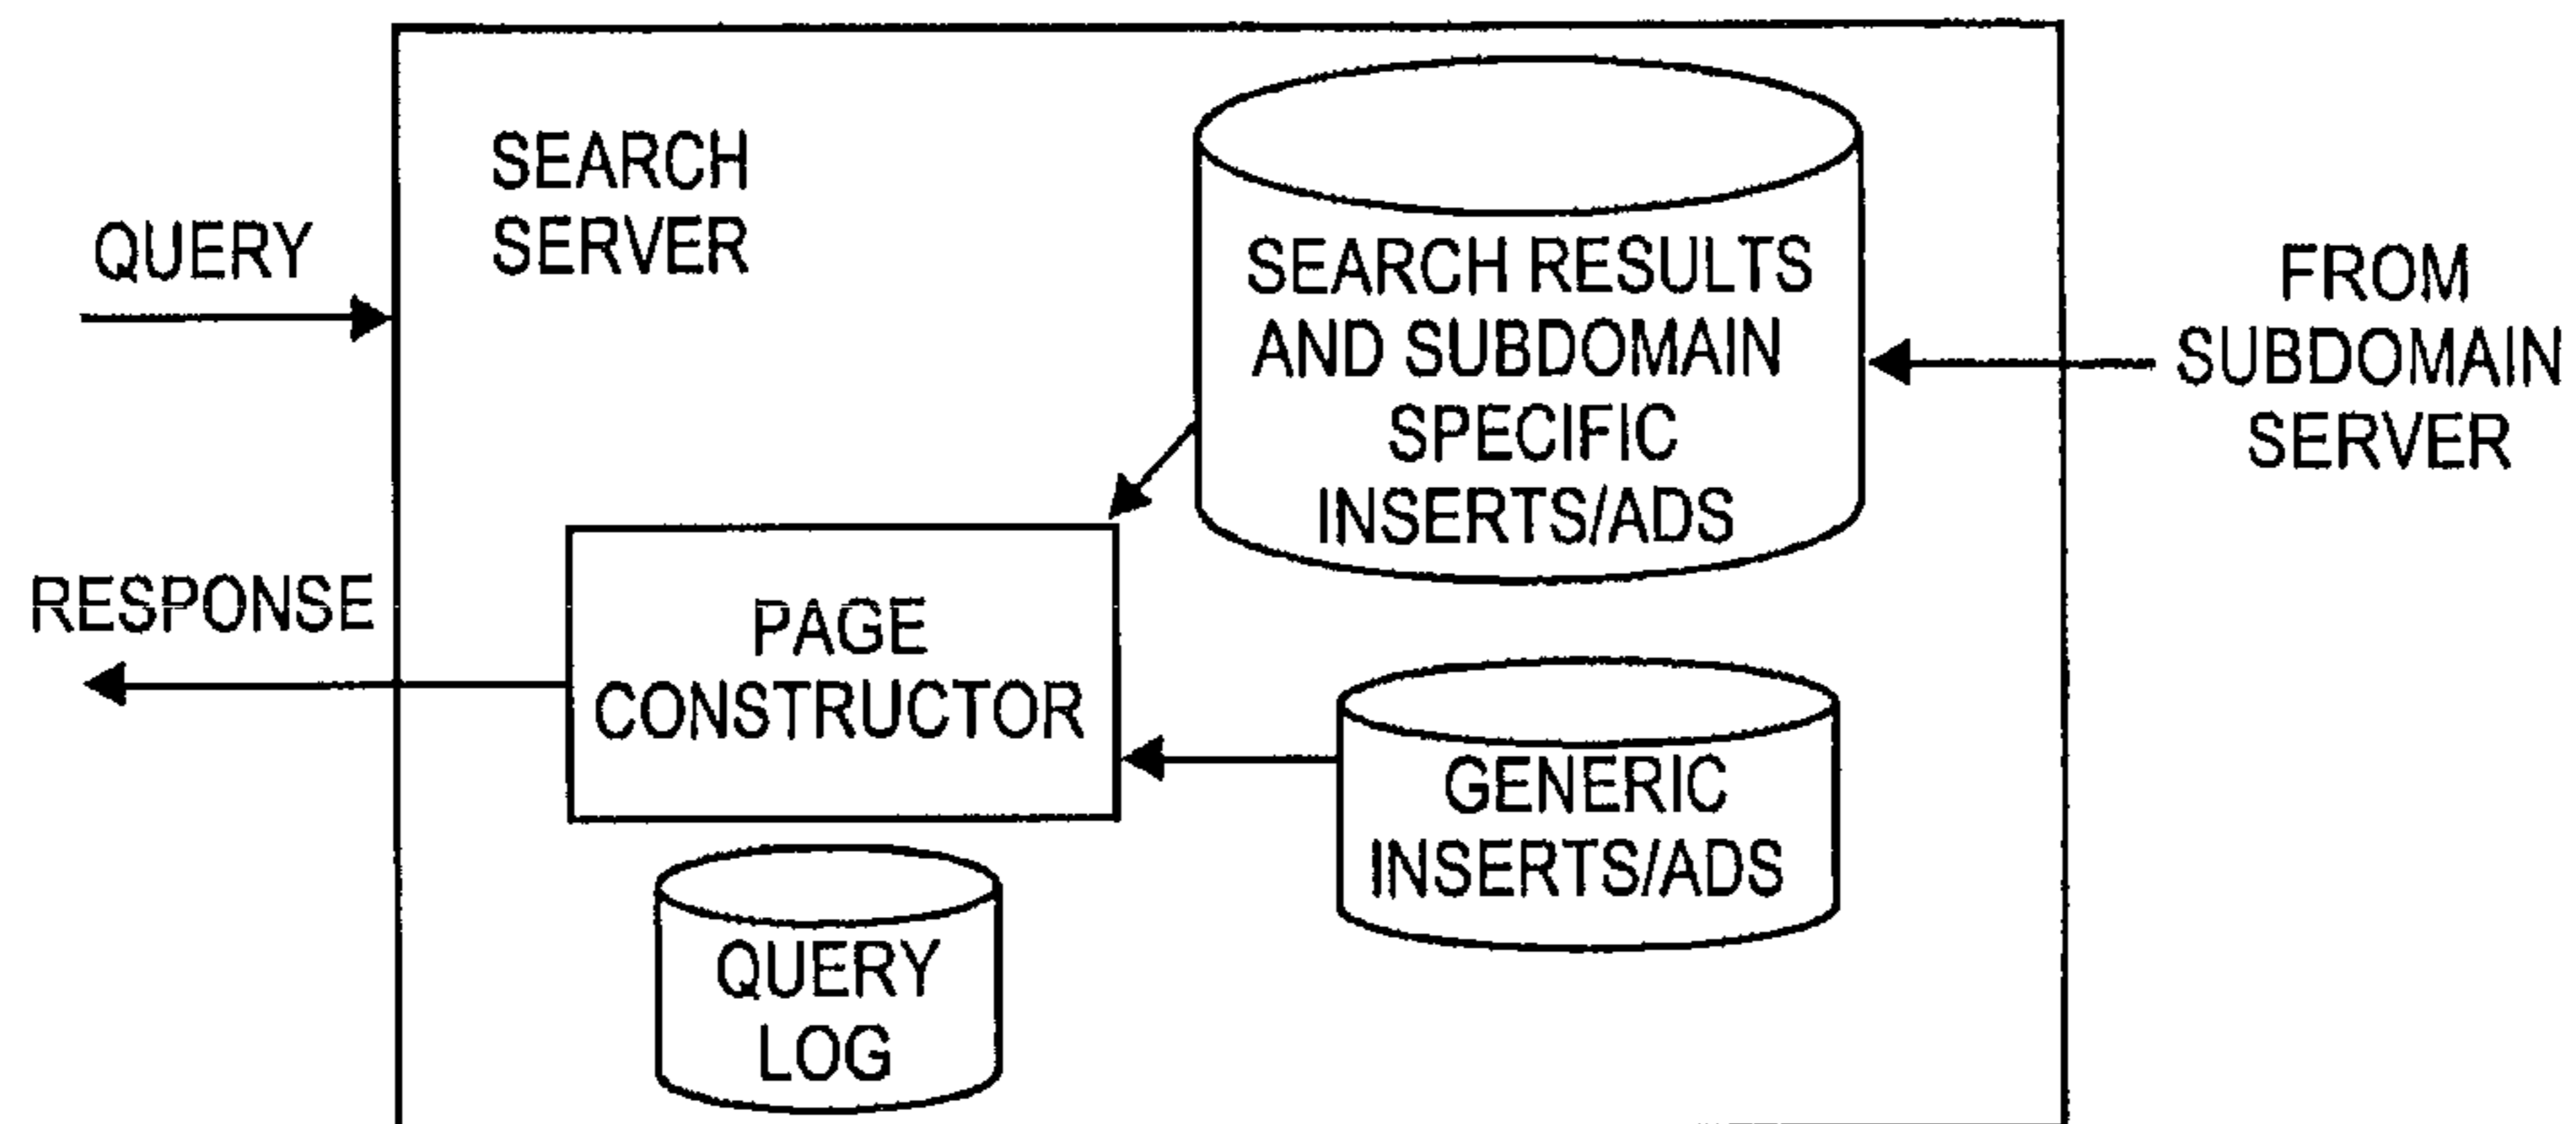 SEARCH
SERVER
QUERY
RESPONSE
SEARCH RESULTS
AND SUBDOMAIN
SPECIFIC
INSERTS/ADS
FROM
SUBDOMAIN
SERVER
PAGE
CONSTRUCTOR
GENERIC
INSERTS/ADS
QUERY
LOG